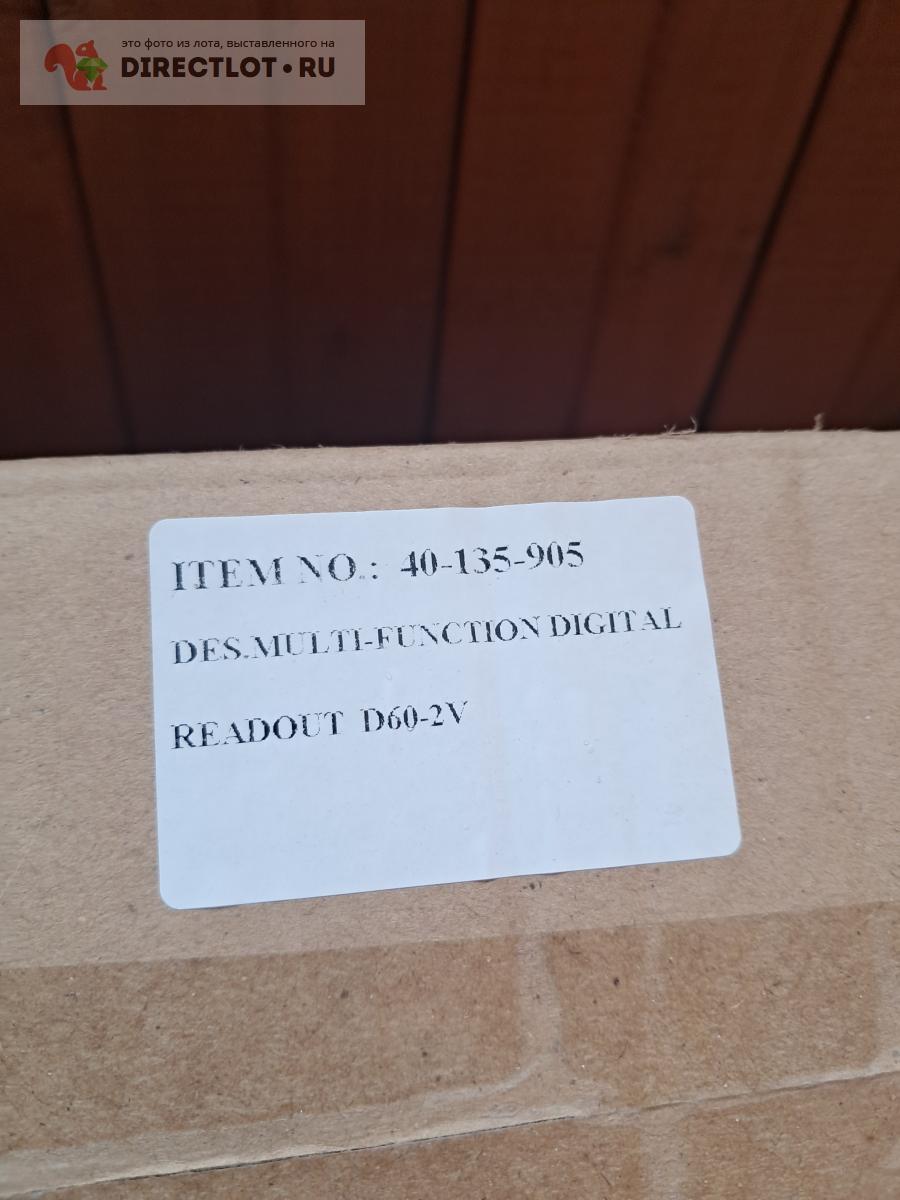 это фото из лота, выставленного на
DIRECTLOT•RU
ITEM NO.: 40-135-905
DES.MULTI-FUNCTION DIGITAL
READOUT D60-2V